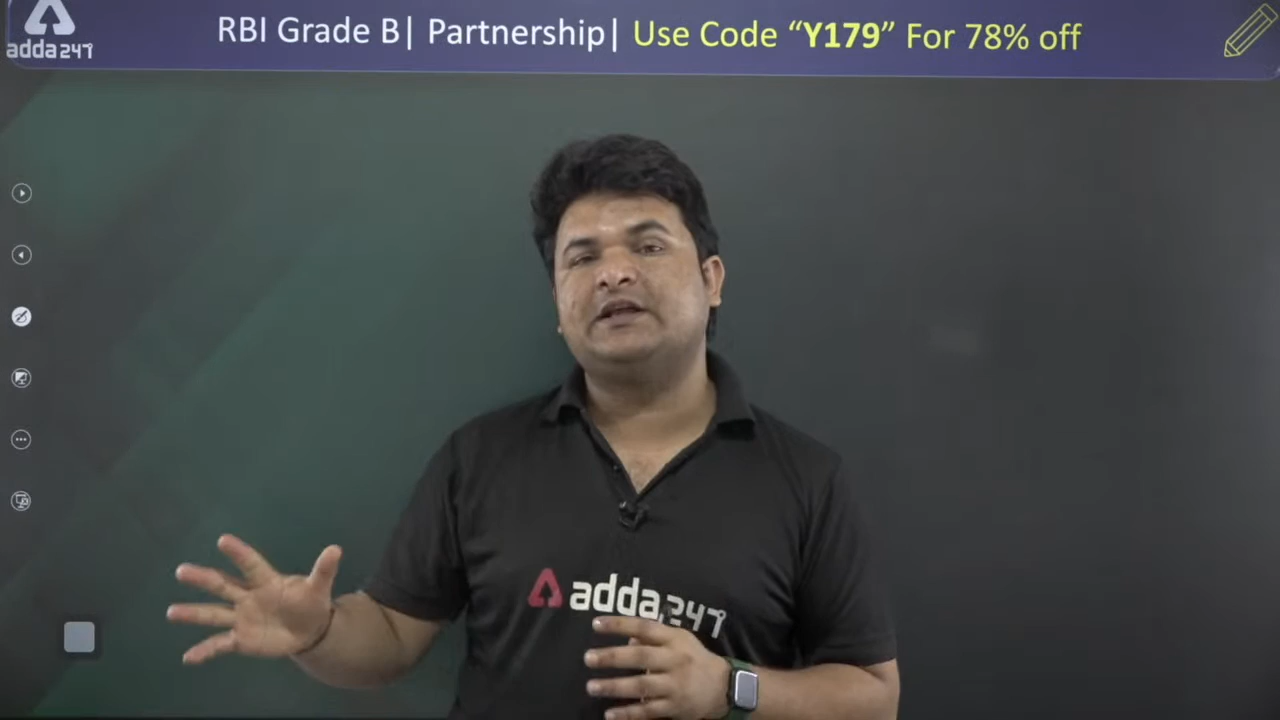 adda247
RBI Grade B| Partnership| Use Code “Y179” For 78% off
adda247